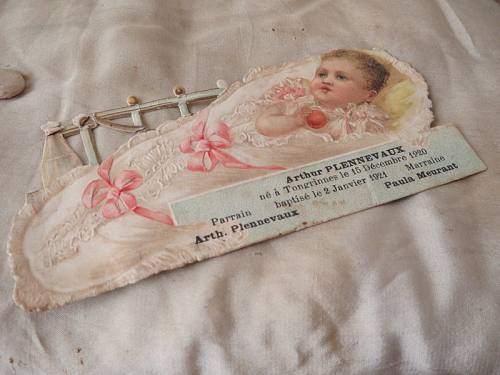 Arthur PLENNEVAUX
né à Tongrinnes le 15 Décembre 1920
baptisé le 2 Janvier 1921
Parrain Marraine
Arth. Plennevaux Paula Meurant